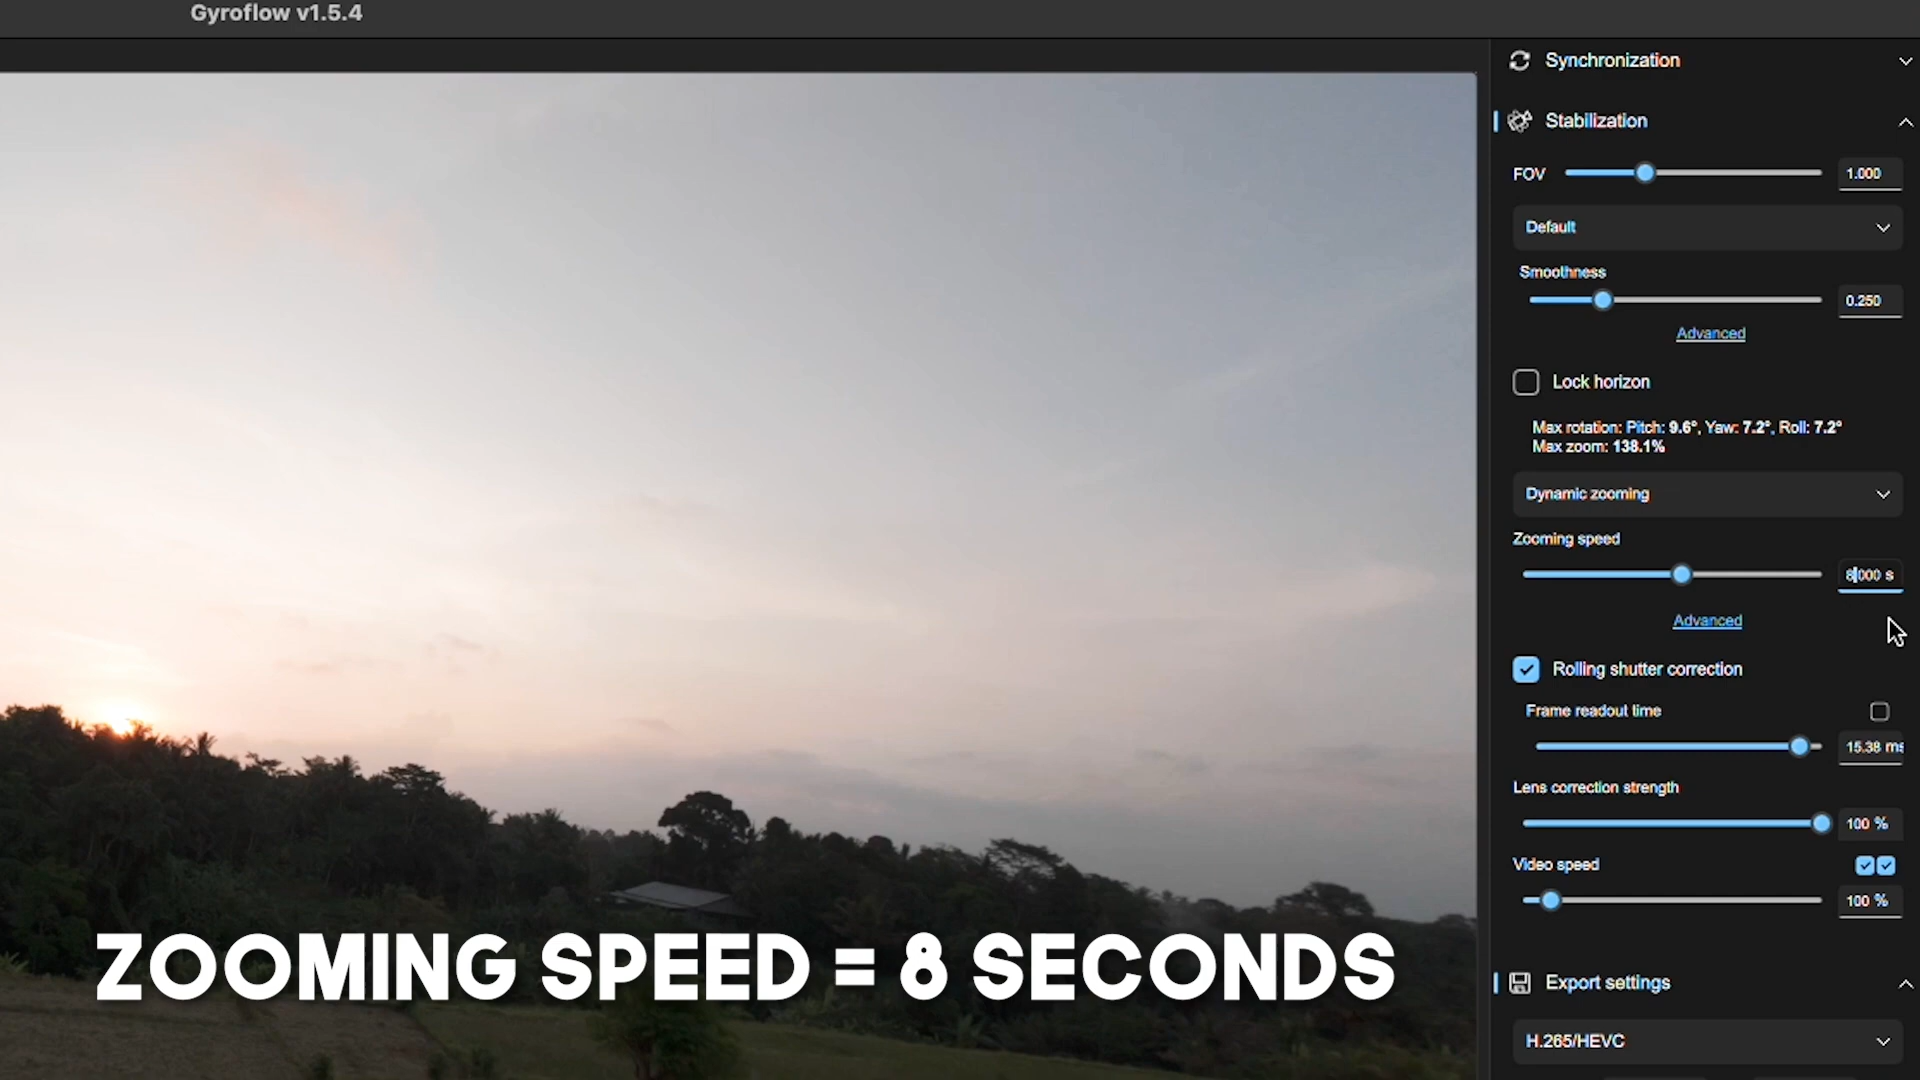 Gyroflow v1.5.4
Synchronization
Stabilization
FOV
1.000
Default
Smoothness
0.250
Advanced
Lock horizon
Max rotation: Pitch: 9.6°, Yaw: 7.2°, Roll: 7.2°
Max zoom: 138.1%
Dynamic zooming
Zooming speed
8.000 s
Advanced
Rolling shutter correction
Frame readout time
15.38 ms
Lens correction strength
100 %
Video speed
100 %
ZOOMING SPEED = 8 SECONDS
Export settings
H.265/HEVC